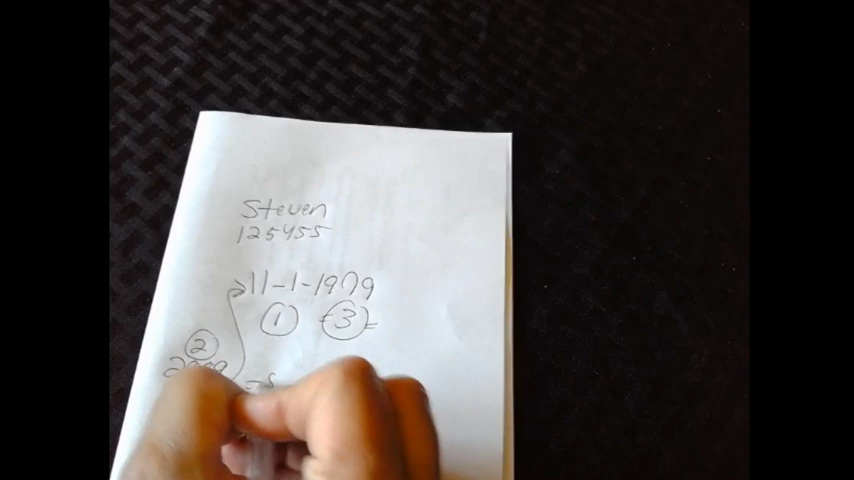 Steven
125455
11-1-1979
1 3 =
2